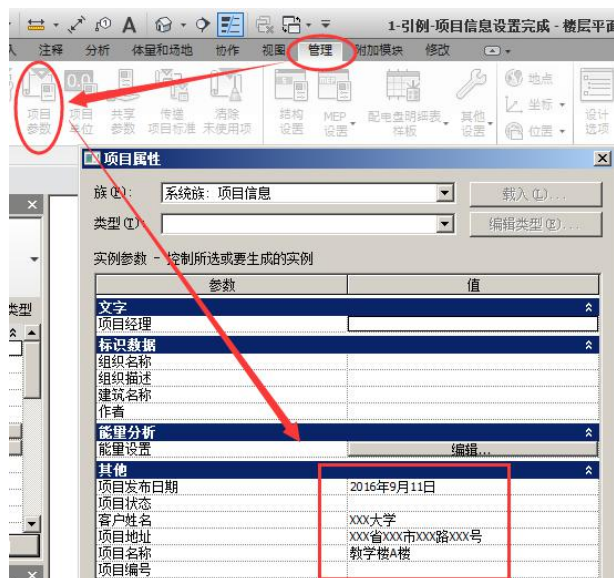 A
1-引例-项目信息设置完成 - 楼层平面
入 注释 分析 体量和场地 协作 视图 管理 附加模块 修改
0.0 地点
项目 项目 共享 传递 清除 结构 MEP 配电盘明细表 其他 坐标 设计
参数 单位 参数 项目标准 未使用项 设置 设置 样板 设置 位置 选项
项目属性
族(F): 系统族: 项目信息 载入(L)...
类型(T): 编辑类型(E)...
实例参数 - 控制所选或要生成的实例
类型
参数 值
文字
项目经理
标识数据
组织名称
组织描述
建筑名称
作者
能量分析
能量设置 编辑...
其他
项目发布日期 2016年9月11日
项目状态
客户姓名 XXX大学
项目地址 XXX省XXX市XXX路XXX号
项目名称 教学楼A楼
项目编号